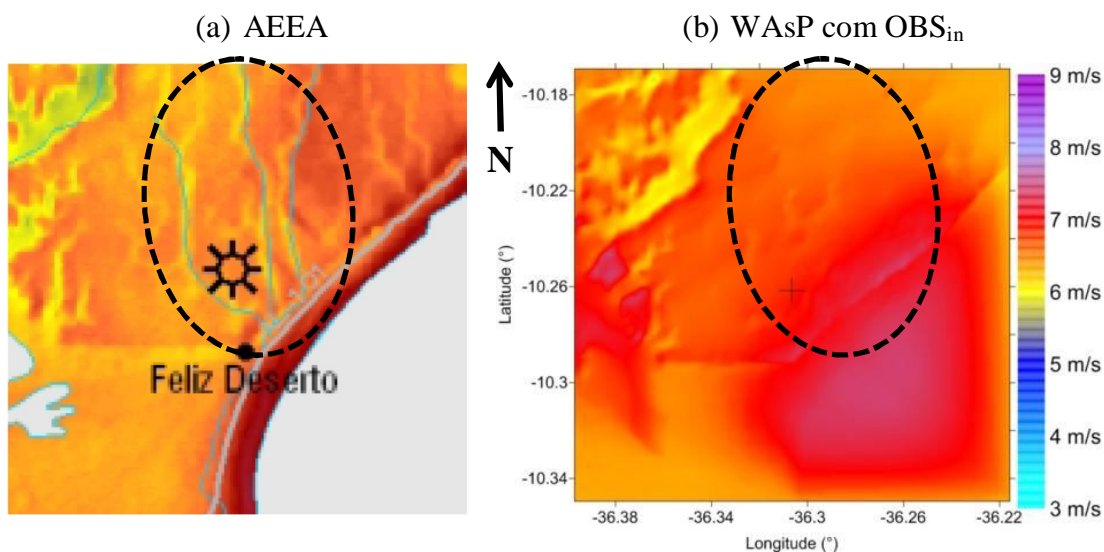 (a) AEEA
(b) WAsP com OBSin
N
Feliz Deserto
-10.18
-10.22
-10.26
-10.3
-10.34
Latitude (°)
-36.38
-36.34
-36.3
-36.26
-36.22
Longitude (°)
9 m/s
8 m/s
7 m/s
6 m/s
5 m/s
4 m/s
3 m/s